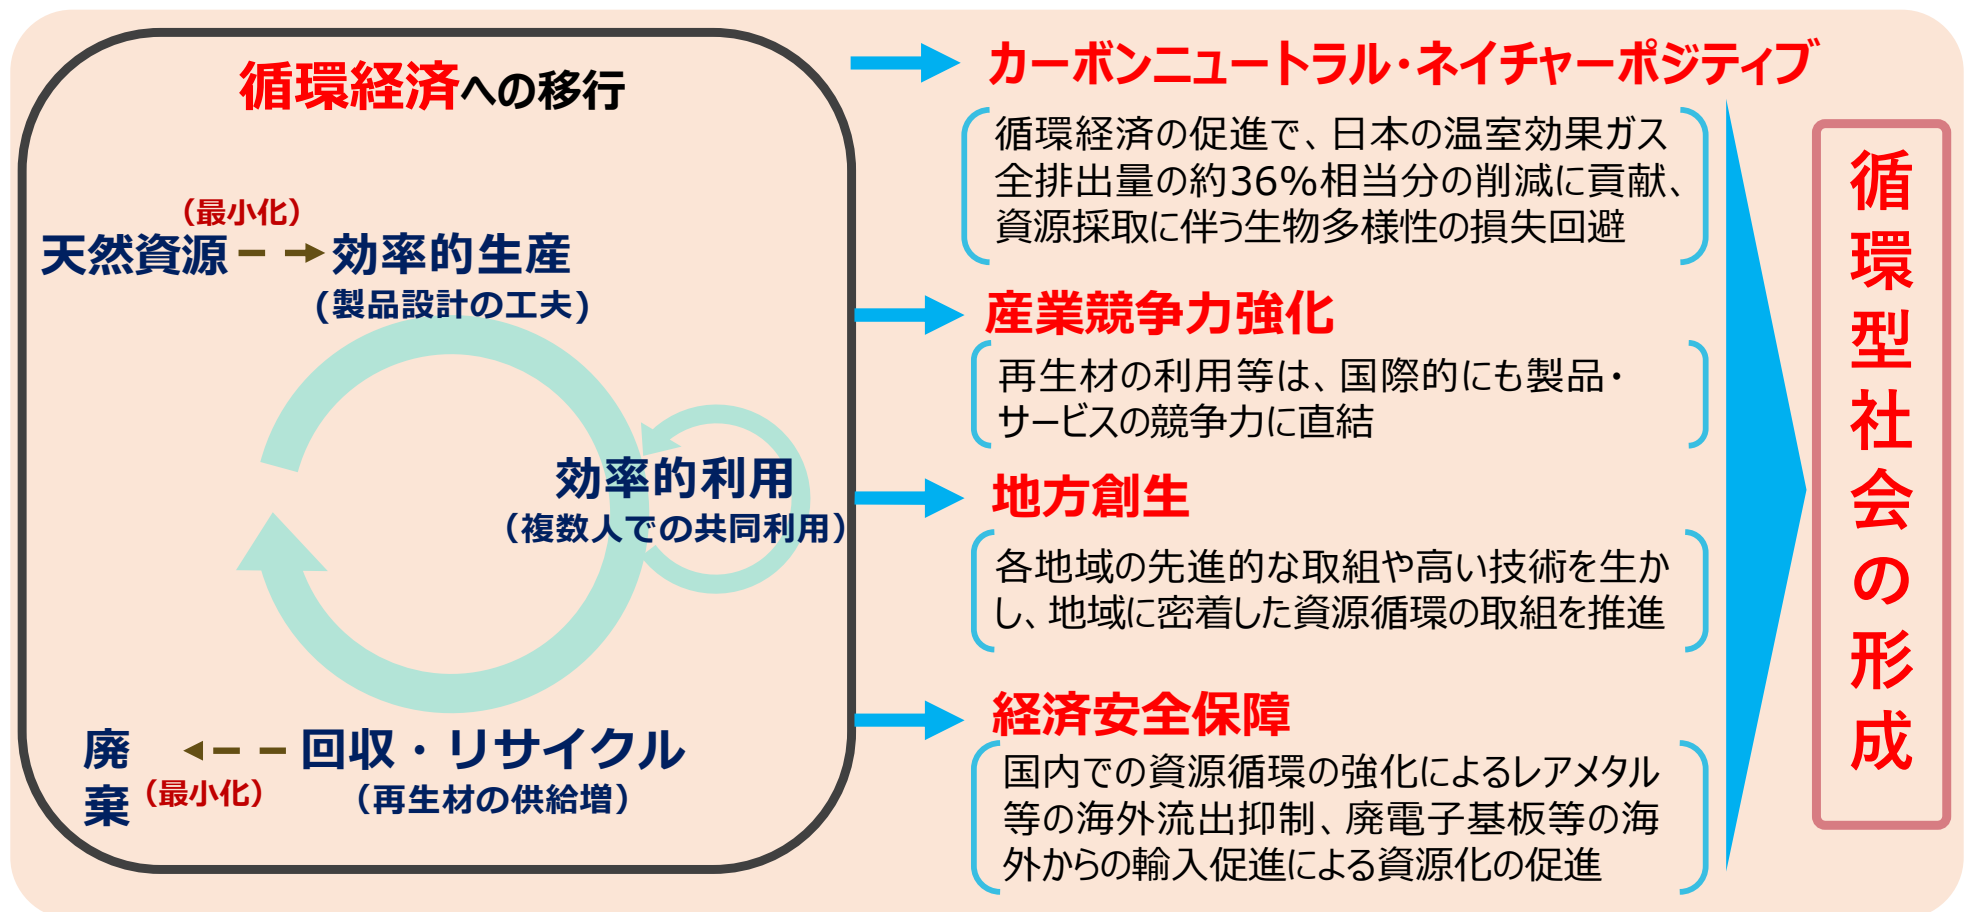 循環経済への移行
（最小化）
天然資源
効率的生産
(製品設計の工夫)
効率的利用
（複数人での共同利用）
回収・リサイクル
（再生材の供給増）
廃
棄
（最小化）
カーボンニュートラル・ネイチャーポジティブ
循環経済の促進で、日本の温室効果ガス
全排出量の約36%相当分の削減に貢献、
資源採取に伴う生物多様性の損失回避
産業競争力強化
再生材の利用等は、国際的にも製品・
サービスの競争力に直結
地方創生
各地域の先進的な取組や高い技術を生か
し、地域に密着した資源循環の取組を推進
経済安全保障
国内での資源循環の強化によるレアメタル
等の海外流出抑制、廃電子基板等の海
外からの輸入促進による資源化の促進
循環型社会の形成